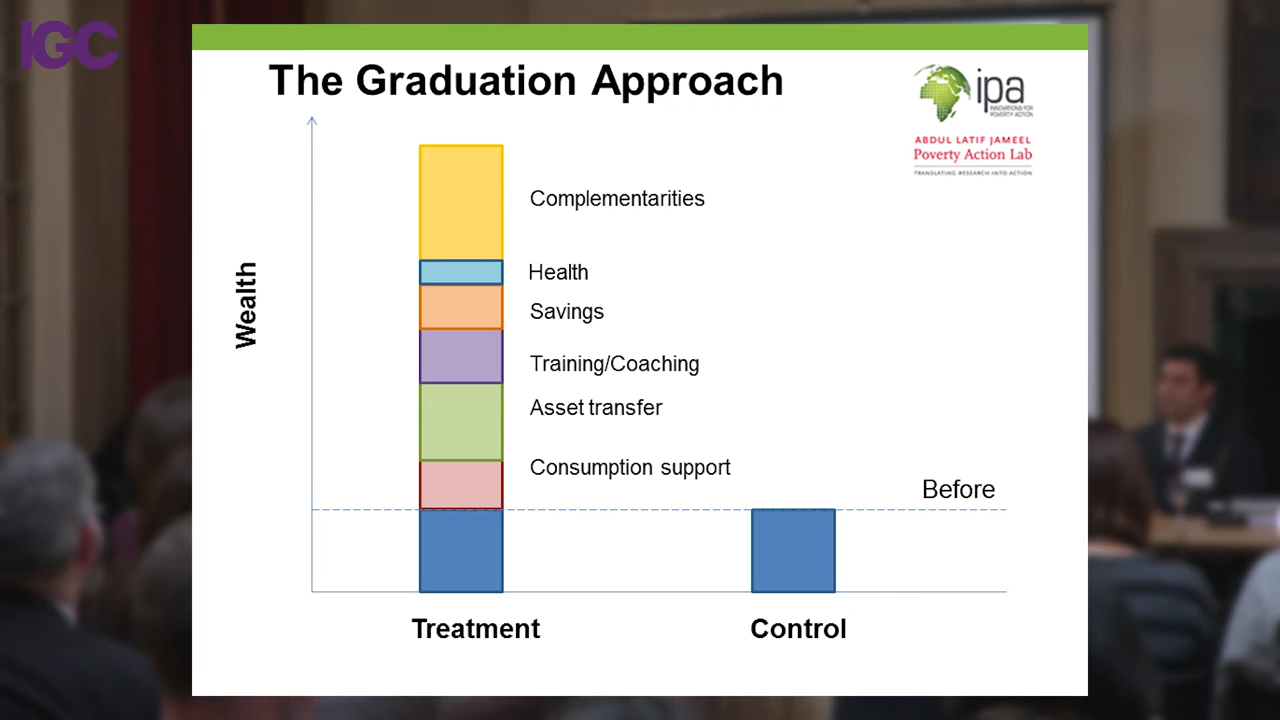 IGC
The Graduation Approach
ipa
INNOVATIONS FOR
POVERTY ACTION
ABDUL LATIF JAMEEL
Poverty Action Lab
TRANSLATING RESEARCH INTO ACTION
Wealth
Complementarities
Health
Savings
Training/Coaching
Asset transfer
Consumption support
Before
Treatment
Control